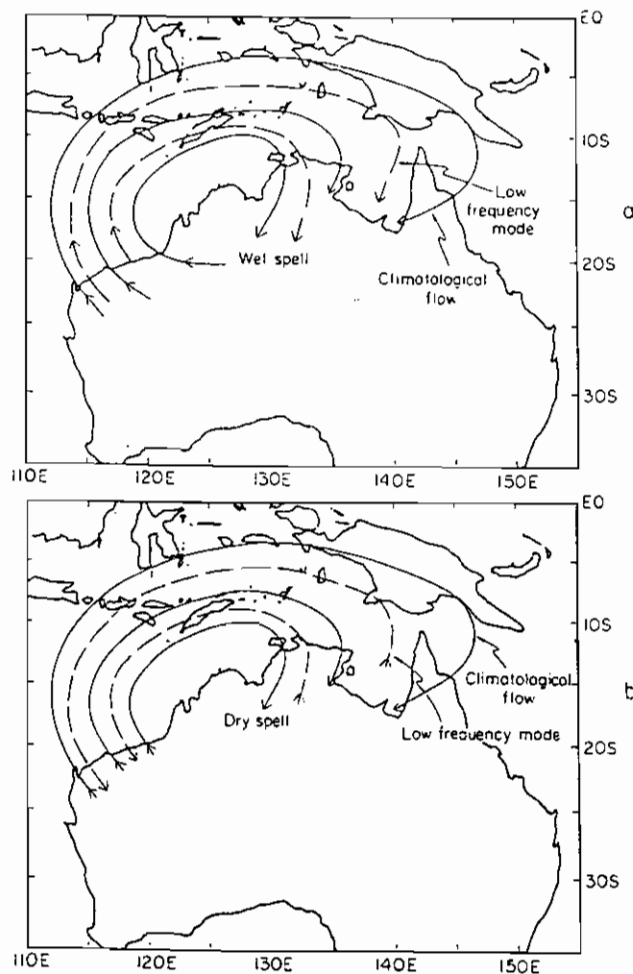 EQ
10S
Low
frequency
mode
a
Wet spell
20S
Climatological
flow
30S
110E 120E 130E 140E 150E
EQ
10S
Climatological
flow
b
Dry spell
Low frequency mode
20S
30S
110E 120E 130E 140E 150E